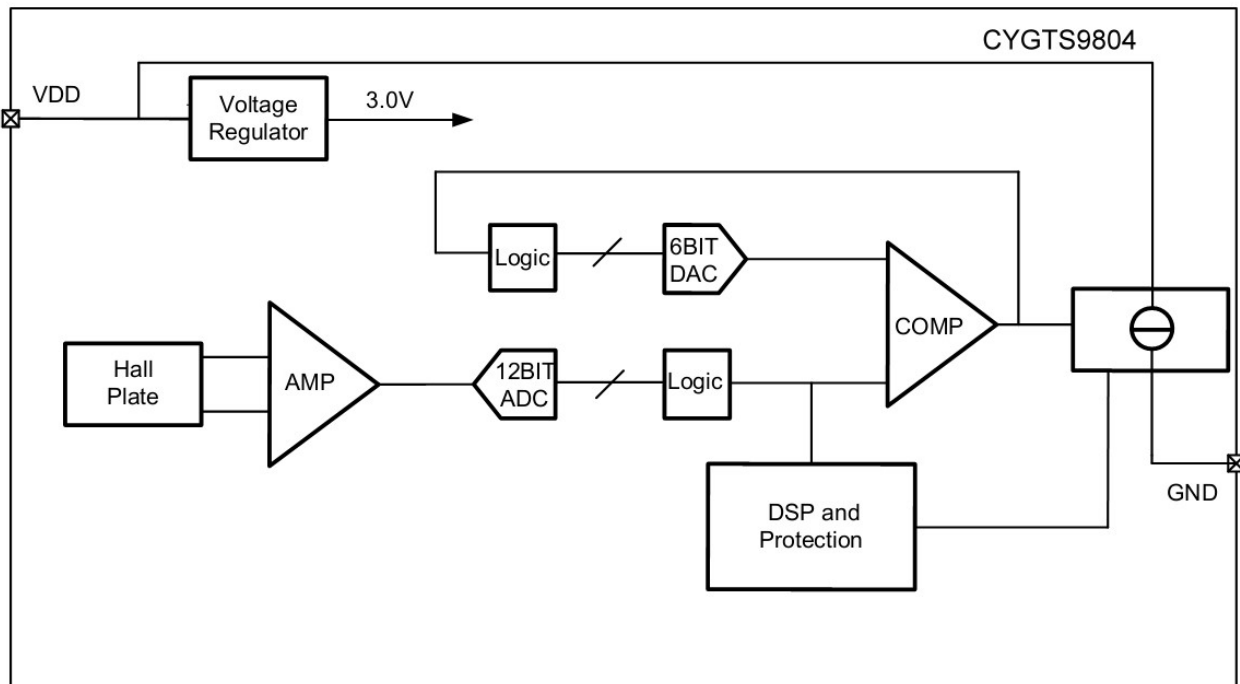 CYGTS9804
VDD
Voltage
Regulator
3.0V
Logic
6BIT
DAC
COMP
Hall
Plate
AMP
12BIT
ADC
Logic
DSP and
Protection
GND